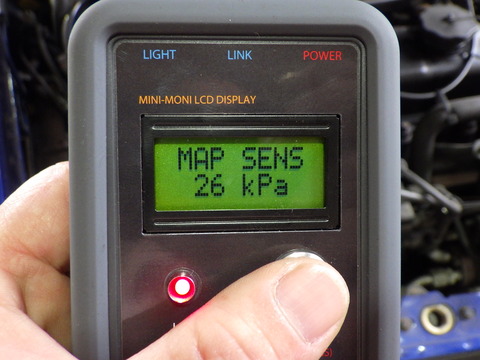 LIGHT LINK POWER
MINI-MONI LCD DISPLAY
MAP SENS
26 kPa